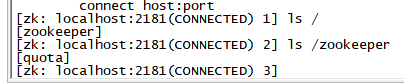 connect host:port
[zk: localhost:2181(CONNECTED) 1] ls /
[zookeeper]
[zk: localhost:2181(CONNECTED) 2] ls /zookeeper
[quota]
[zk: localhost:2181(CONNECTED) 3]